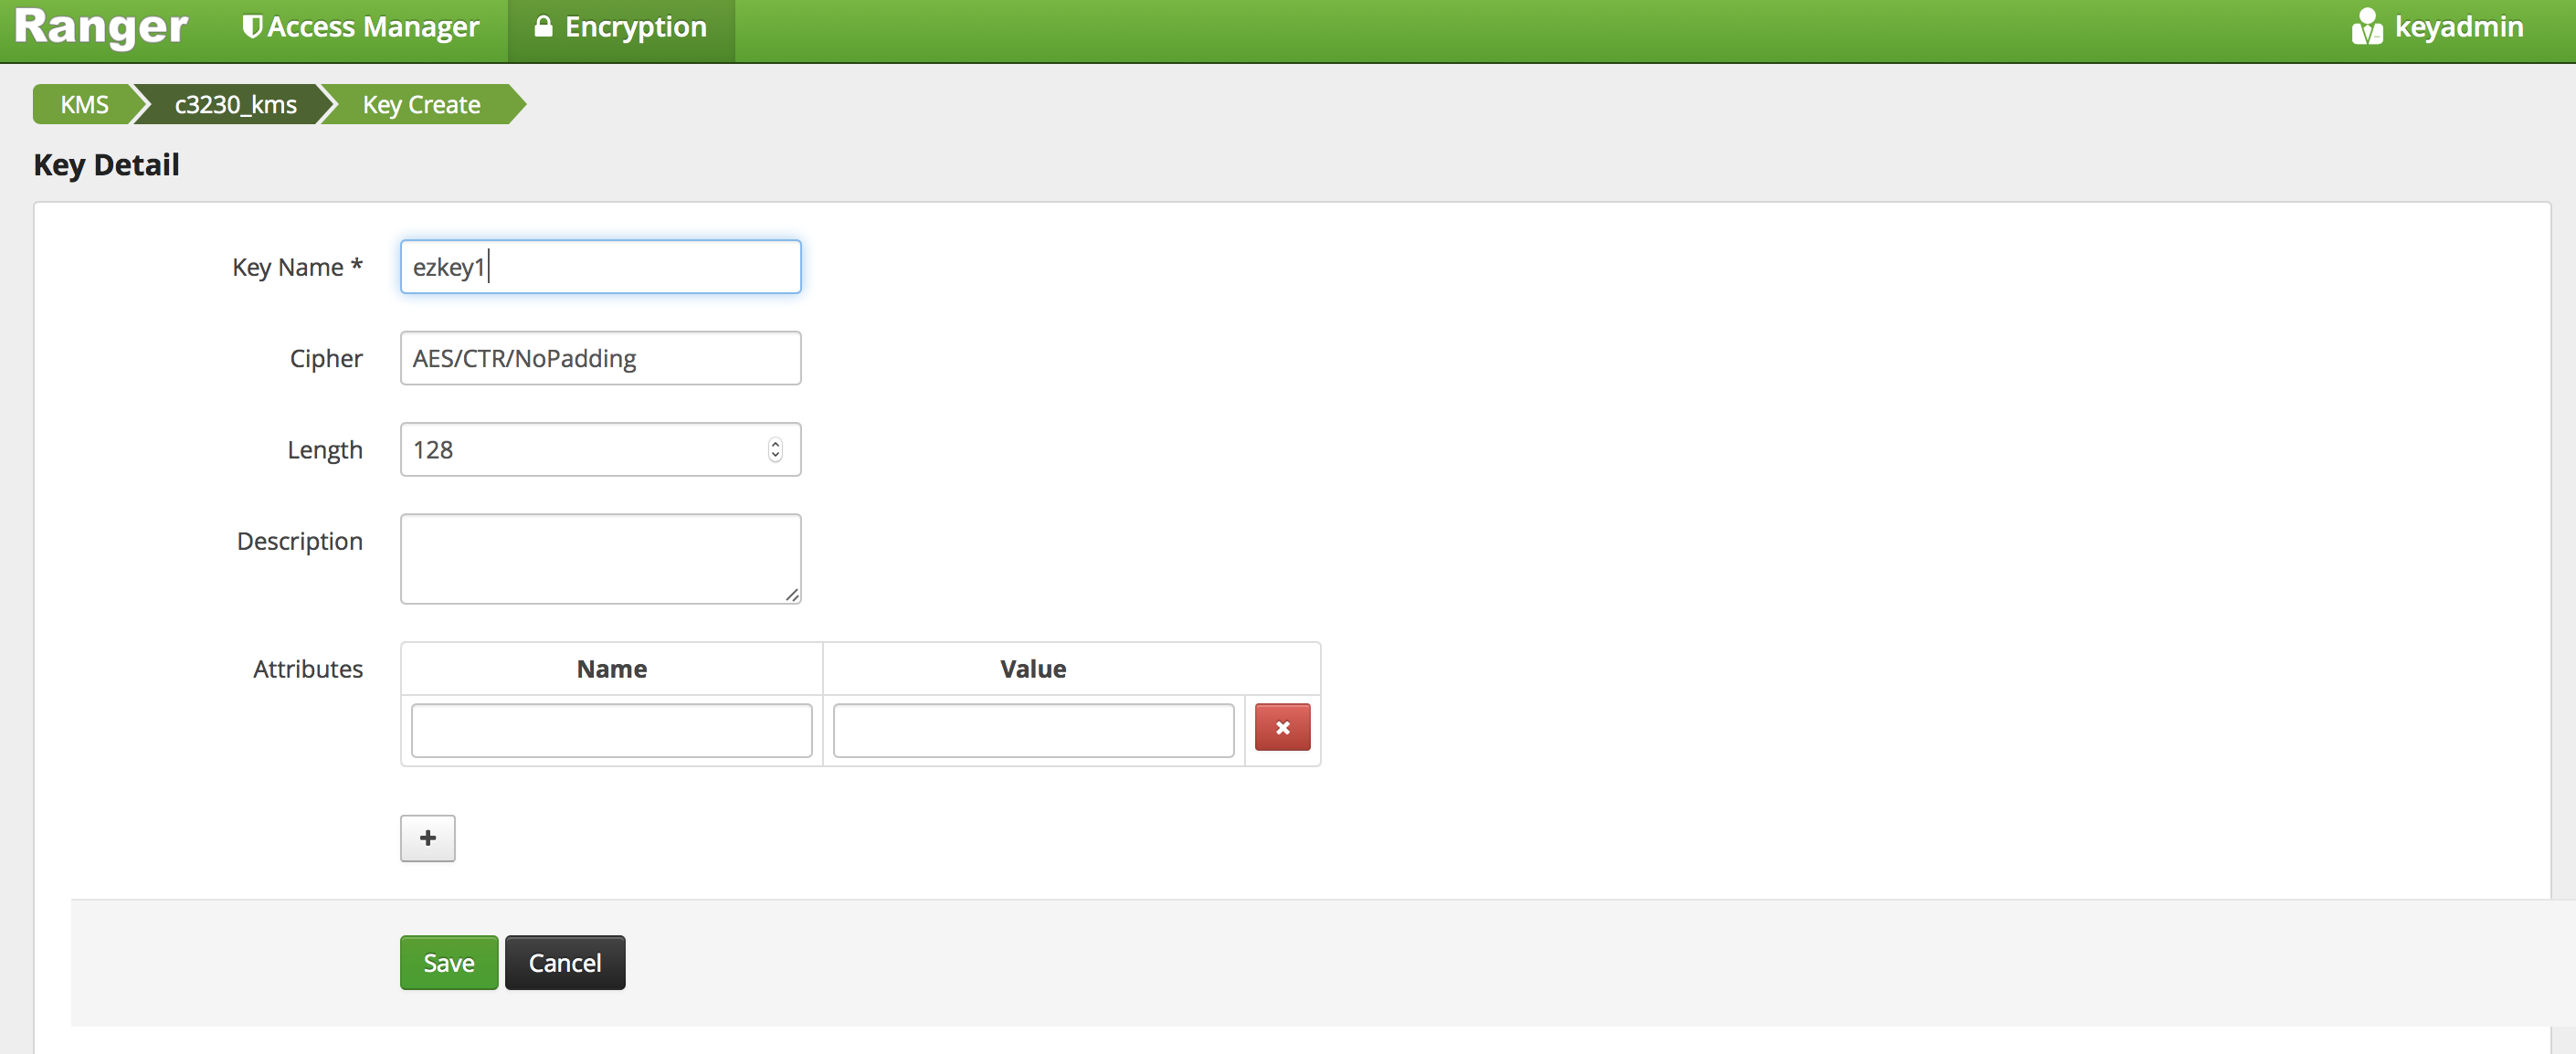 Ranger Access Manager Encryption keyadmin
KMS c3230_kms Key Create
Key Detail
Key Name * ezkey1
Cipher AES/CTR/NoPadding
Length 128
Description
Attributes Name Value
Save Cancel